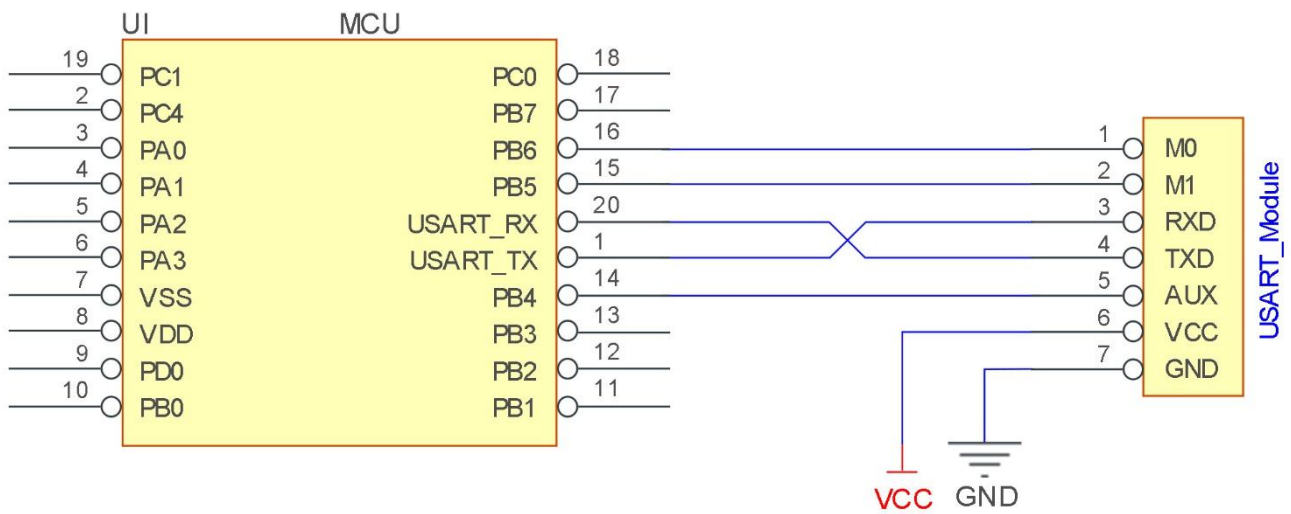 UI MCU
19 PC1 PC0 18
2 PC4 PB7 17
3 PA0 PB6 16 1 M0
4 PA1 PB5 15 2 M1
5 PA2 USART_RX 20 3 RXD
6 PA3 USART_TX 1 4 TXD
7 VSS PB4 14 5 AUX
8 VDD PB3 13 6 VCC
9 PD0 PB2 12 7 GND
10 PB0 PB1 11
USART_Module
VCC GND